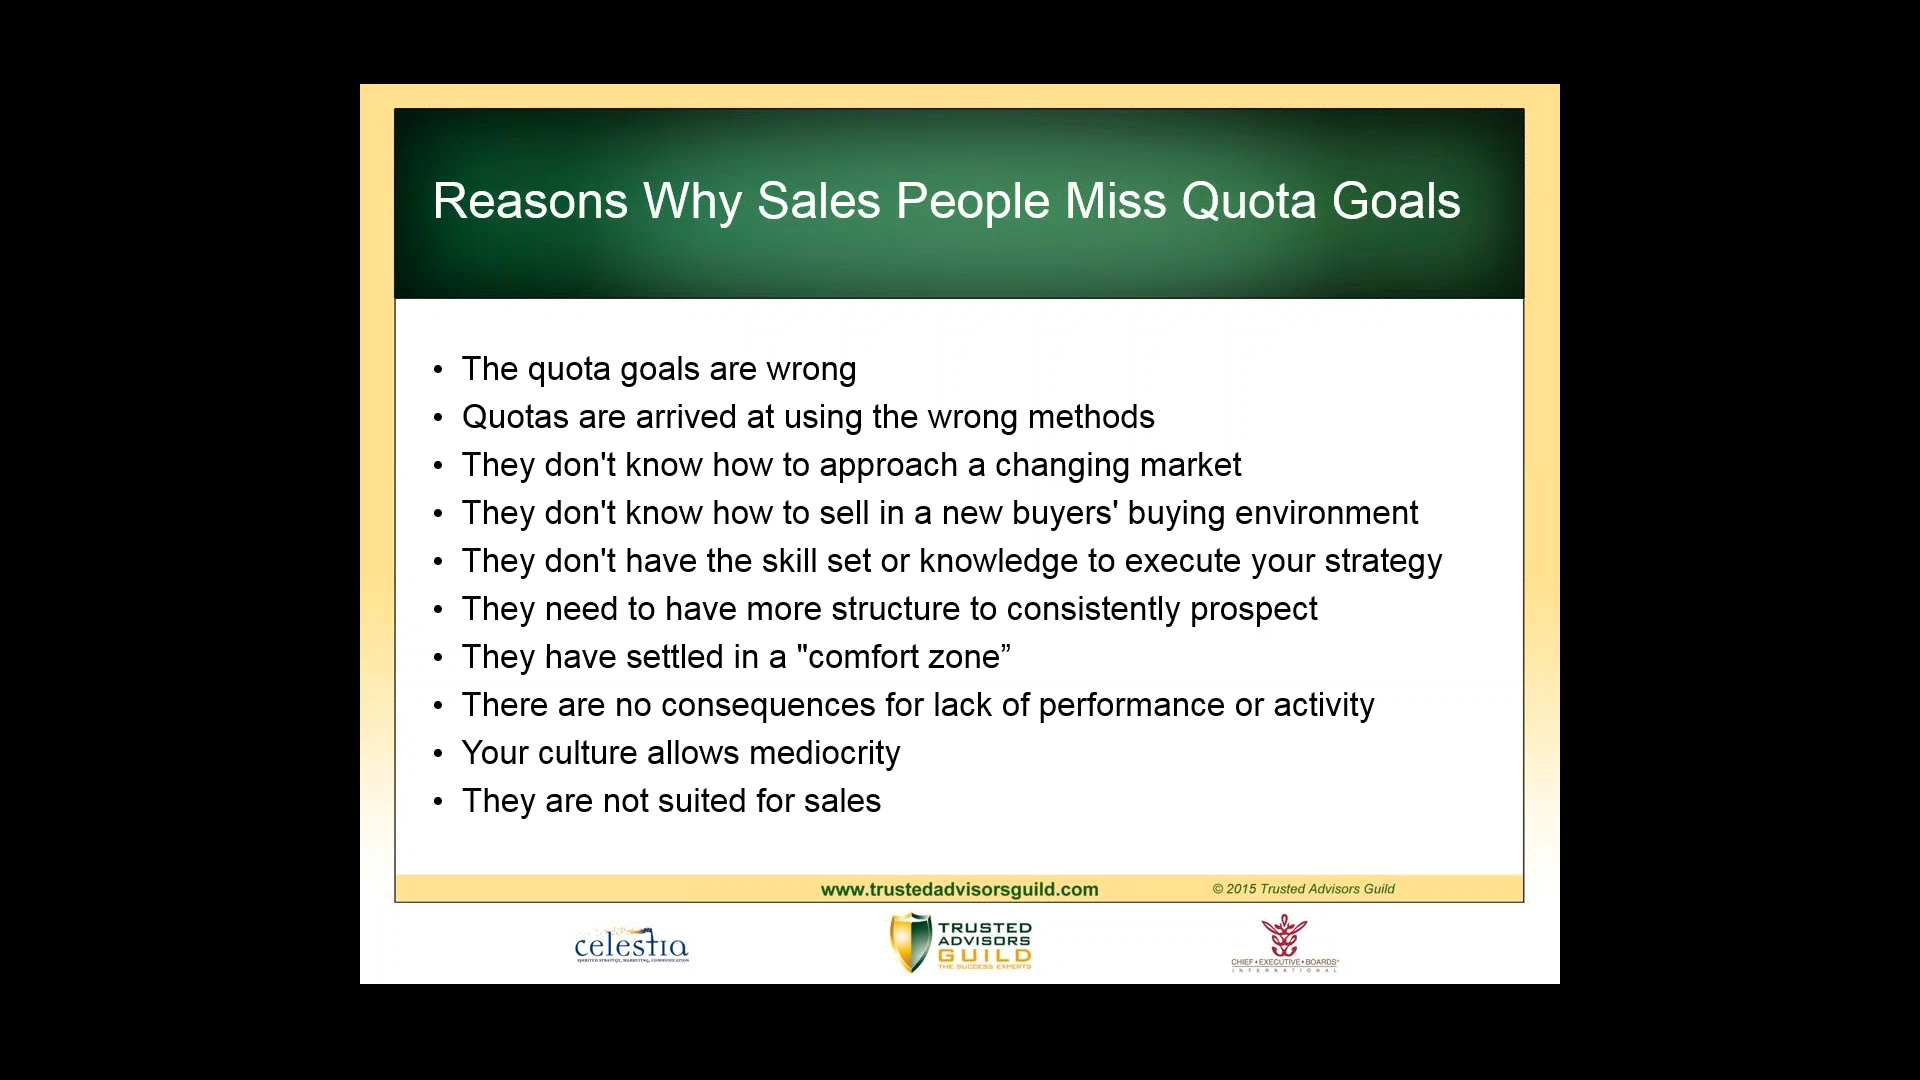 Reasons Why Sales People Miss Quota Goals
• The quota goals are wrong
• Quotas are arrived at using the wrong methods
• They don't know how to approach a changing market
• They don't know how to sell in a new buyers' buying environment
• They don't have the skill set or knowledge to execute your strategy
• They need to have more structure to consistently prospect
• They have settled in a "comfort zone”
• There are no consequences for lack of performance or activity
• Your culture allows mediocrity
• They are not suited for sales
www.trustedadvisorsguild.com © 2015 Trusted Advisors Guild
celestia
SPIRITED STRATEGY, MARKETING, COMMUNICATION
TRUSTED
ADVISORS
GUILD
THE SUCCESS EXPERTS
CHIEF • EXECUTIVE • BOARDS
INTERNATIONAL